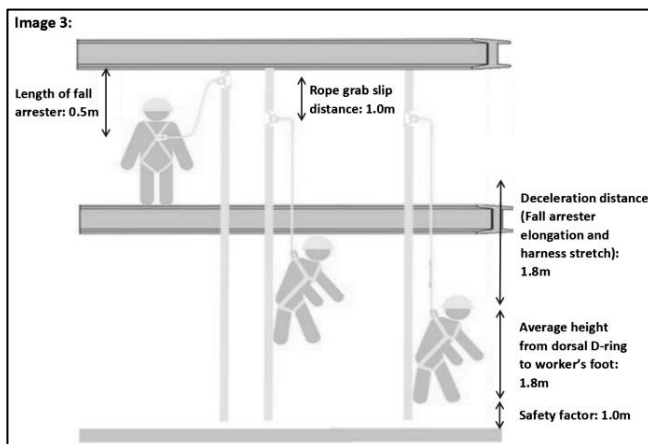 Image 3:
Length of fall
arrester: 0.5m
Rope grab slip
distance: 1.0m
Deceleration distance
(Fall arrester
elongation and
harness stretch):
1.8m
Average height
from dorsal D-ring
to worker's foot:
1.8m
Safety factor: 1.0m